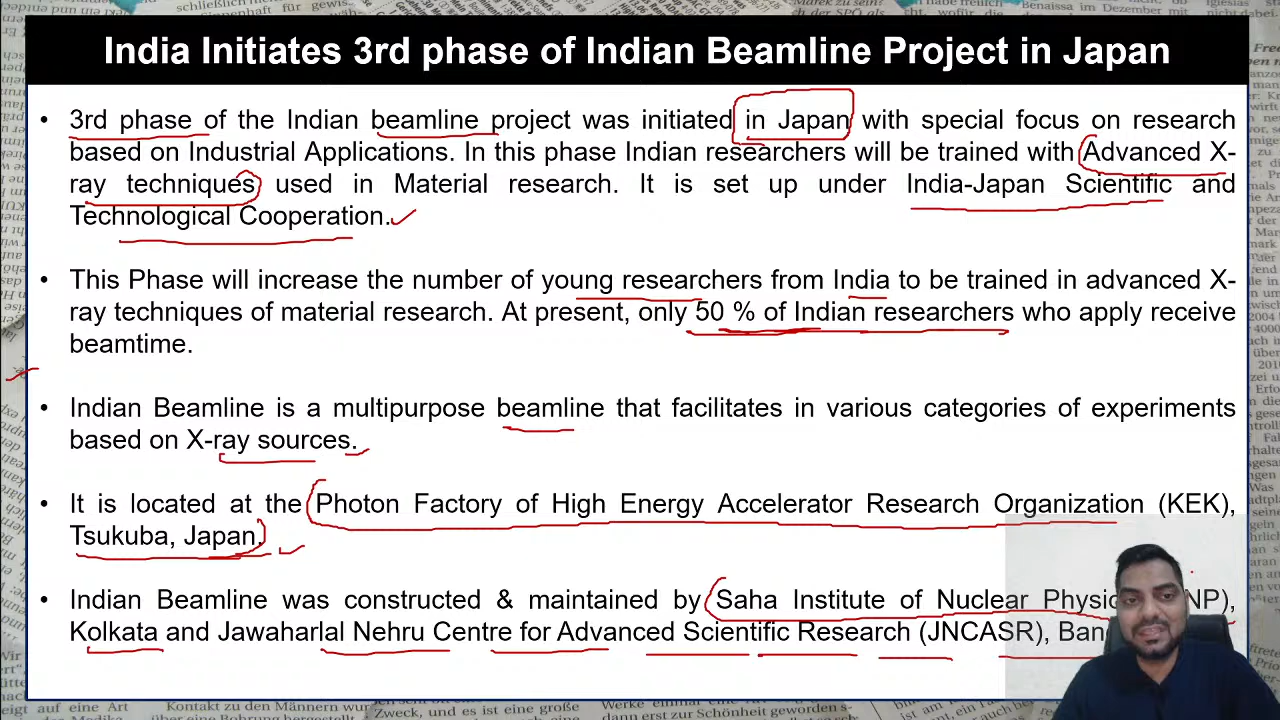 India Initiates 3rd phase of Indian Beamline Project in Japan
• 3rd phase of the Indian beamline project was initiated in Japan with special focus on research
based on Industrial Applications. In this phase Indian researchers will be trained with Advanced X-
ray techniques used in Material research. It is set up under India-Japan Scientific and
Technological Cooperation.
• This Phase will increase the number of young researchers from India to be trained in advanced X-
ray techniques of material research. At present, only 50 % of Indian researchers who apply receive
beamtime.
• Indian Beamline is a multipurpose beamline that facilitates in various categories of experiments
based on X-ray sources.
• It is located at the Photon Factory of High Energy Accelerator Research Organization (KEK),
Tsukuba, Japan.
• Indian Beamline was constructed & maintained by Saha Institute of Nuclear
Kolkata and Jawaharlal Nehru Centre for Advanced Scientific Research (JNCASR),